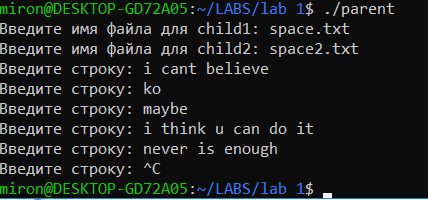 miron@DESKTOP-GD72A05:~/LABS/lab 1$ ./parent
Введите имя файла для child1: space.txt
Введите имя файла для child2: space2.txt
Введите строку: i cant believe
Введите строку: ko
Введите строку: maybe
Введите строку: i think u can do it
Введите строку: never is enough
Введите строку: ^C
miron@DESKTOP-GD72A05:~/LABS/lab 1$